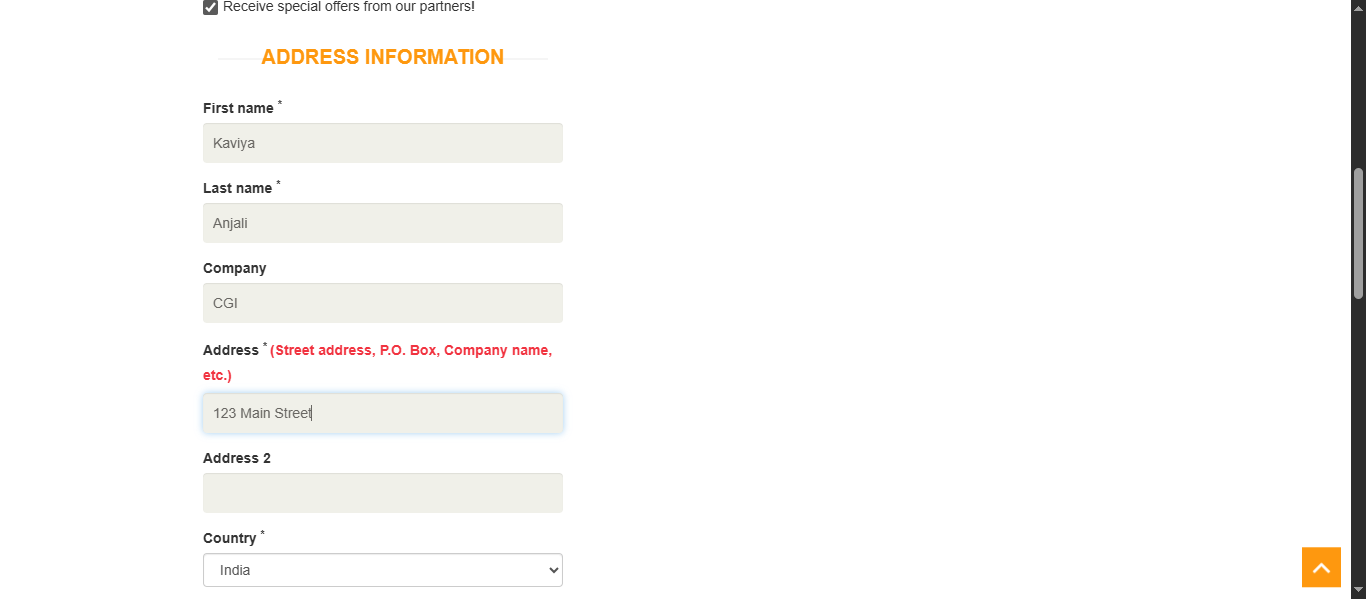 Receive special offers from our partners!
ADDRESS INFORMATION
First name *
Kaviya
Last name *
Anjali
Company
CGI
Address * (Street address, P.O. Box, Company name,
etc.)
123 Main Street
Address 2
Country *
India